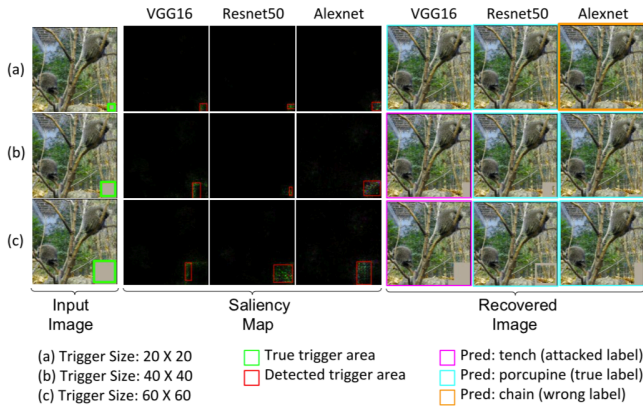 VGG16 Resnet50 Alexnet VGG16 Resnet50 Alexnet
(a)
(b)
(c)
Input Image
Saliency Map
Recovered Image
(a) Trigger Size: 20 X 20
(b) Trigger Size: 40 X 40
(c) Trigger Size: 60 X 60
True trigger area
Detected trigger area
Pred: tench (attacked label)
Pred: porcupine (true label)
Pred: chain (wrong label)